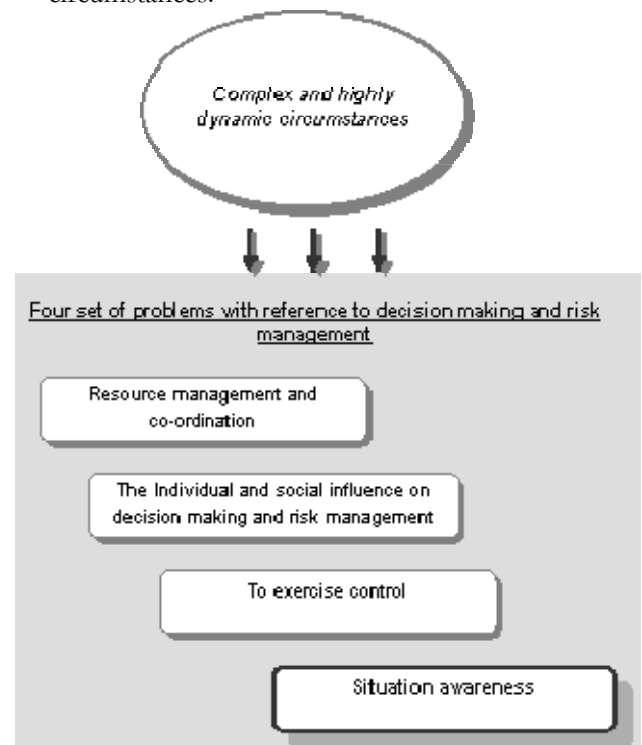 circumstances.
Complex and highly
dynamic circumstances
Four set of problems with reference to decision making and risk
management
Resource management and
co-ordination
The Individual and social influence on
decision making and risk management
To exercise control
Situation awareness